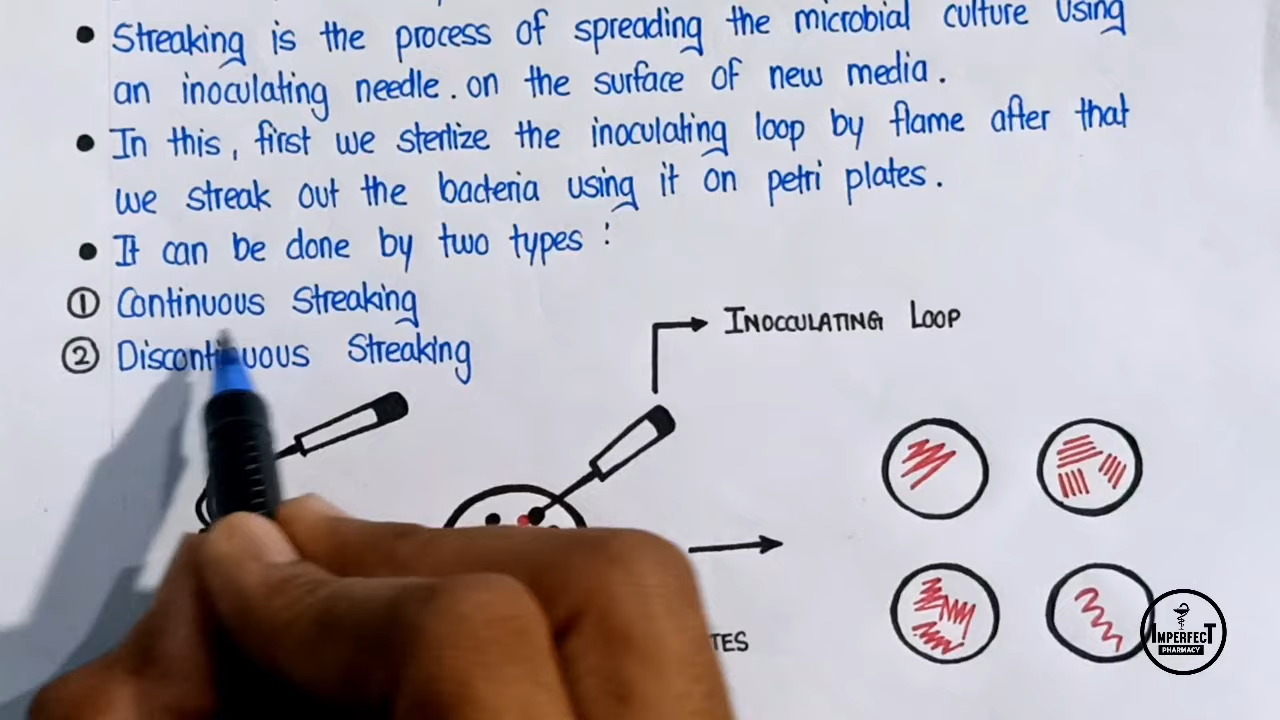 • Streaking is the process of spreading the microbial culture using
an inoculating needle. on the surface of new media.
• In this, first we sterlize the inoculating loop by flame after that
we streak out the bacteria using it on petri plates.
• It can be done by two types :
① Continuous Streaking
② Discontinuous Streaking
INOCCULATING LOOP
TES
IMPERFECT
PHARMACY